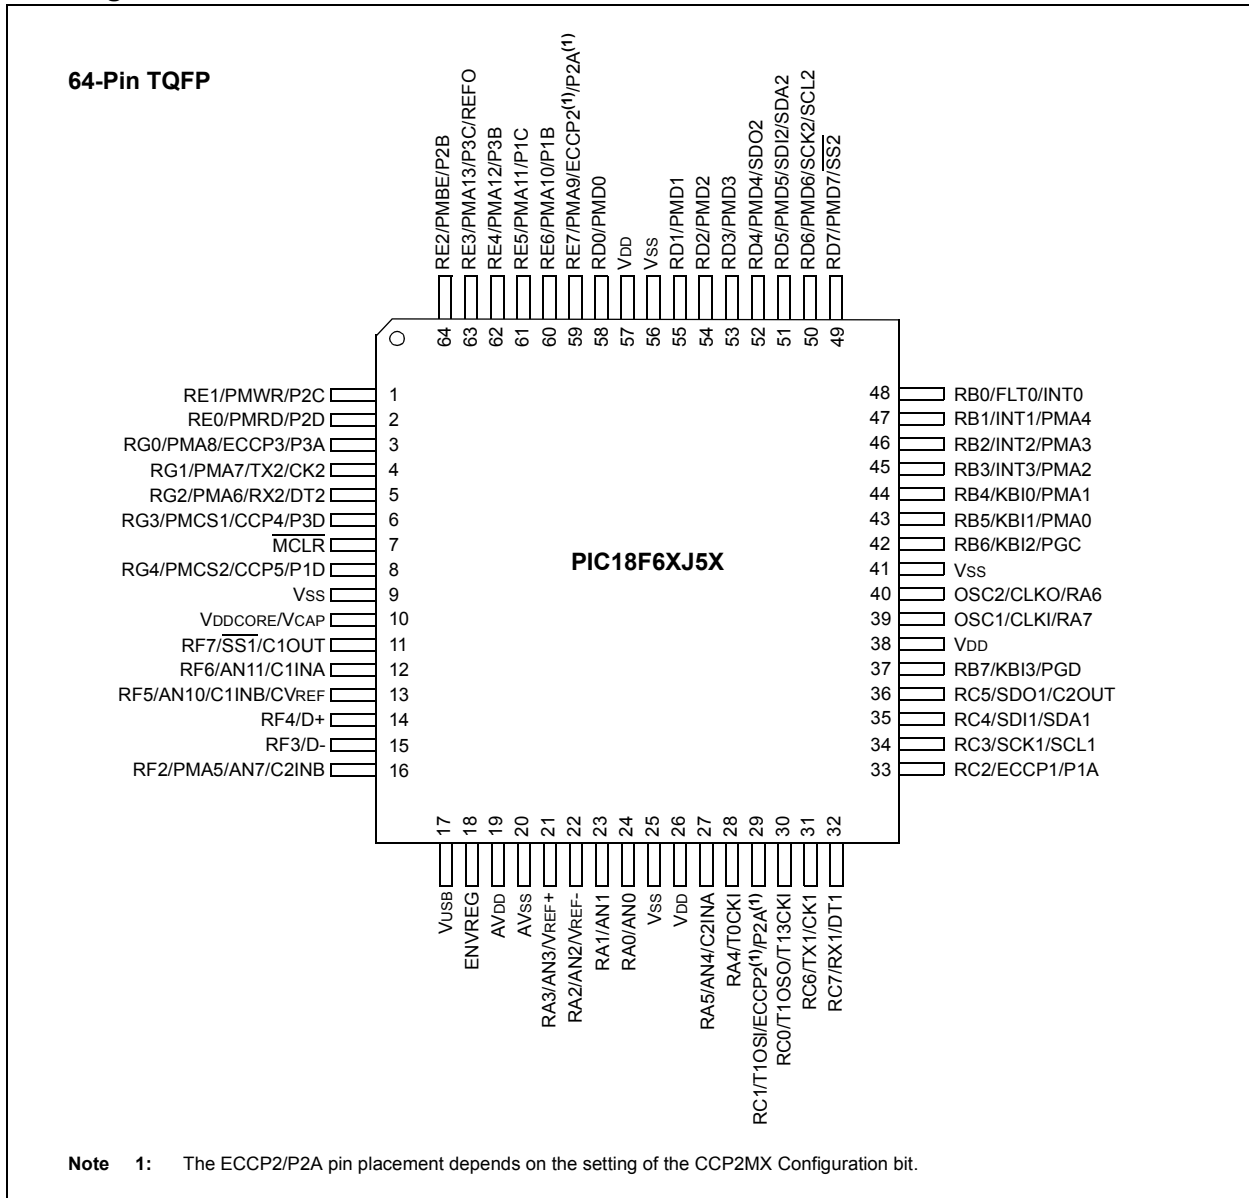 64-Pin TQFP
RE2/PMBE/P2B
RE3/PMA13/P3C/REFO
RE4/PMA12/P3B
RE5/PMA11/P1C
RE6/PMA10/P1B
RE7/PMA9/ECCP2(1)/P2A(1)
RD0/PMD0
VDD
VSS
RD1/PMD1
RD2/PMD2
RD3/PMD3
RD4/PMD4/SDO2
RD5/PMD5/SDI2/SDA2
RD6/PMD6/SCK2/SCL2
RD7/PMD7/SS2
64 63 62 61 60 59 58 57 56 55 54 53 52 51 50 49
RE1/PMWR/P2C 1
RE0/PMRD/P2D 2
RG0/PMA8/ECCP3/P3A 3
RG1/PMA7/TX2/CK2 4
RG2/PMA6/RX2/DT2 5
RG3/PMCS1/CCP4/P3D 6
MCLR 7
RG4/PMCS2/CCP5/P1D 8
VSS 9
VDDCORE/VCAP 10
RF7/SS1/C1OUT 11
RF6/AN11/C1INA 12
RF5/AN10/C1INB/CVREF 13
RF4/D+ 14
RF3/D- 15
RF2/PMA5/AN7/C2INB 16
PIC18F6XJ5X
48 RB0/FLT0/INT0
47 RB1/INT1/PMA4
46 RB2/INT2/PMA3
45 RB3/INT3/PMA2
44 RB4/KBI0/PMA1
43 RB5/KBI1/PMA0
42 RB6/KBI2/PGC
41 VSS
40 OSC2/CLKO/RA6
39 OSC1/CLKI/RA7
38 VDD
37 RB7/KBI3/PGD
36 RC5/SDO1/C2OUT
35 RC4/SDI1/SDA1
34 RC3/SCK1/SCL1
33 RC2/ECCP1/P1A
17 18 19 20 21 22 23 24 25 26 27 28 29 30 31 32
VUSB
ENVREG
AVDD
AVSS
RA3/AN3/VREF+
RA2/AN2/VREF-
RA1/AN1
RA0/AN0
VSS
VDD
RA5/AN4/C2INA
RA4/T0CKI
RC1/T1OSI/ECCP2(1)/P2A(1)
RC0/T1OSO/T13CKI
RC6/TX1/CK1
RC7/RX1/DT1
Note 1: The ECCP2/P2A pin placement depends on the setting of the CCP2MX Configuration bit.